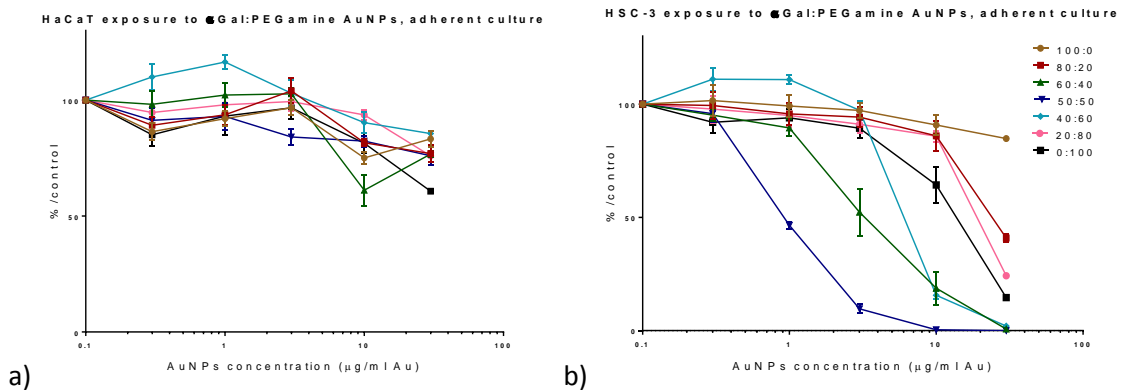 HaCaT exposure to αGal:PEGamine AuNPs, adherent culture
100
50
0
0.1
1
10
100
% /control
AuNPs concentration (μg/ml Au)
a)
HSC-3 exposure to αGal:PEGamine AuNPs, adherent culture
100
50
0
0.1
1
10
100
% /control
AuNPs concentration (μg/ml Au)
b)
100:0
80:20
60:40
50:50
40:60
20:80
0:100